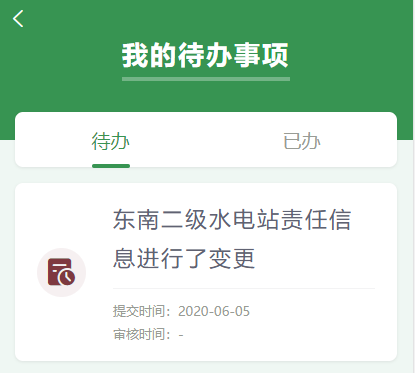 我的待办事项
待办
已办
东南二级水电站责任信
息进行了变更
提交时间：2020-06-05
审核时间：-